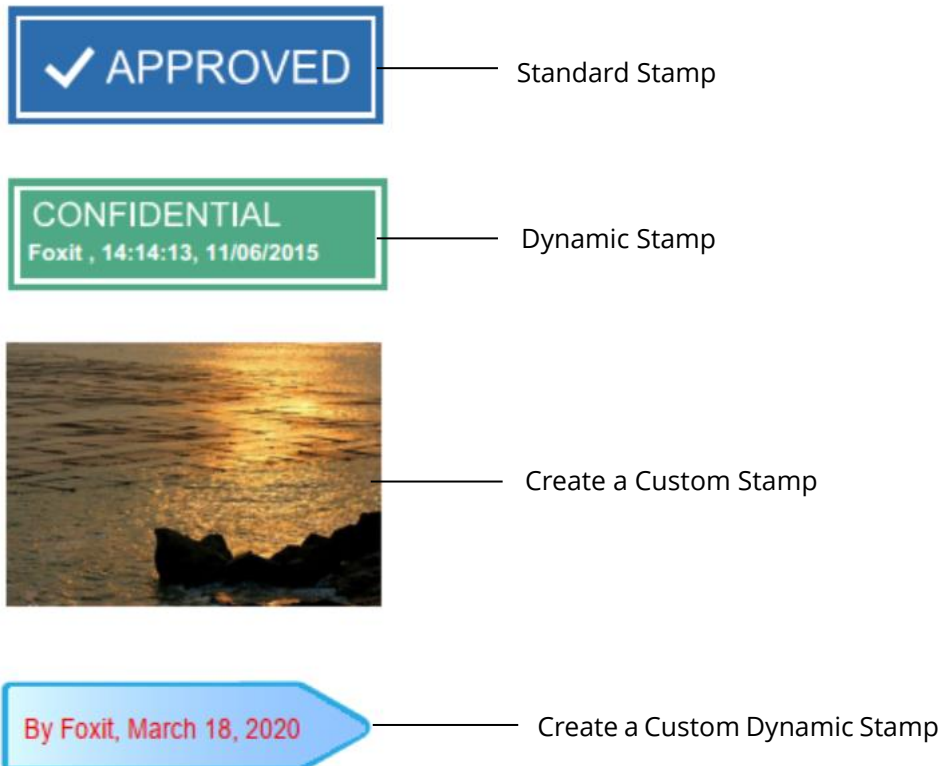 ✓ APPROVED
Standard Stamp
CONFIDENTIAL
Foxit , 14:14:13, 11/06/2015
Dynamic Stamp
Create a Custom Stamp
By Foxit, March 18, 2020
Create a Custom Dynamic Stamp